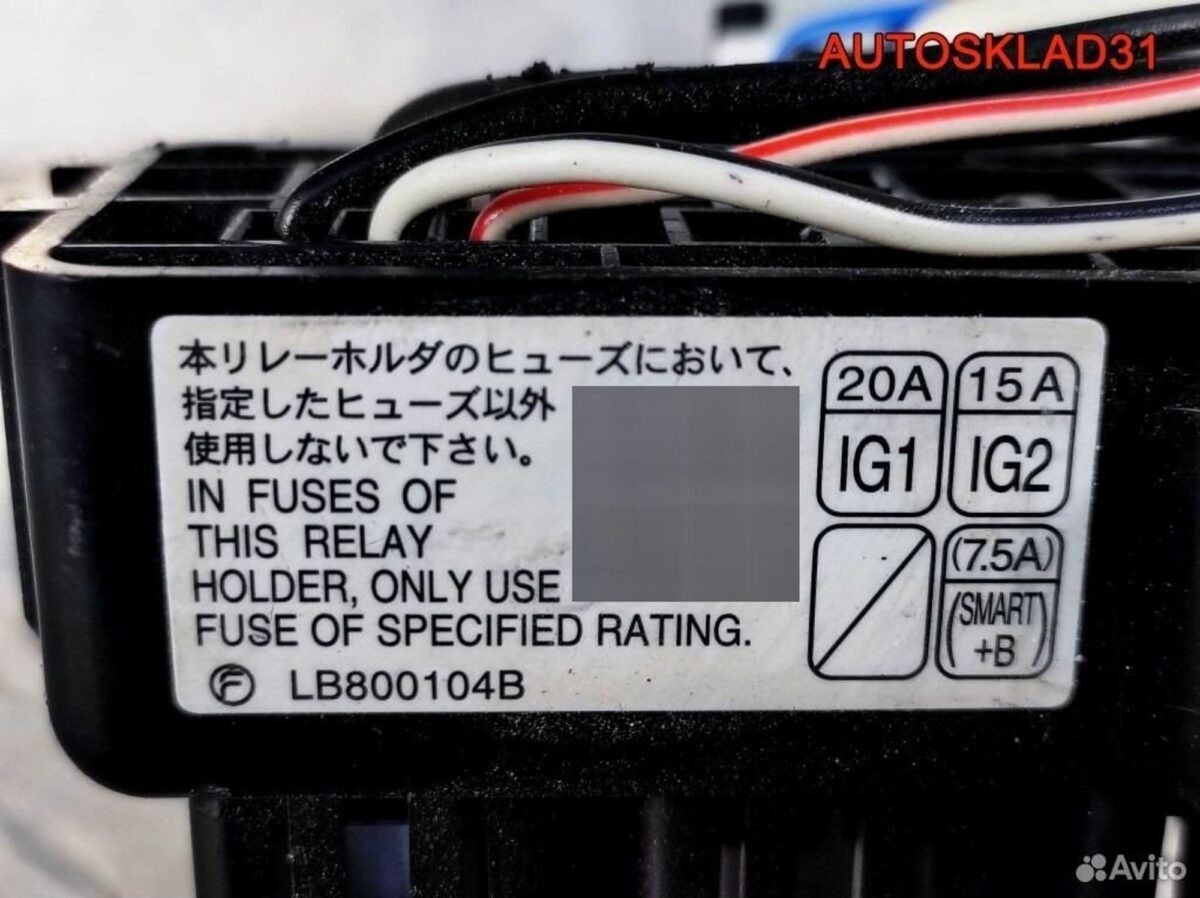 AUTOSKLAD31
本リレーホルダのヒューズにおいて、
指定したヒューズ以外
使用しないで下さい。
IN FUSES OF
THIS RELAY
HOLDER, ONLY USE
FUSE OF SPECIFIED RATING.
LB800104B
20A
IG1
15A
IG2
(7.5A)
(SMART
+B)
Avito